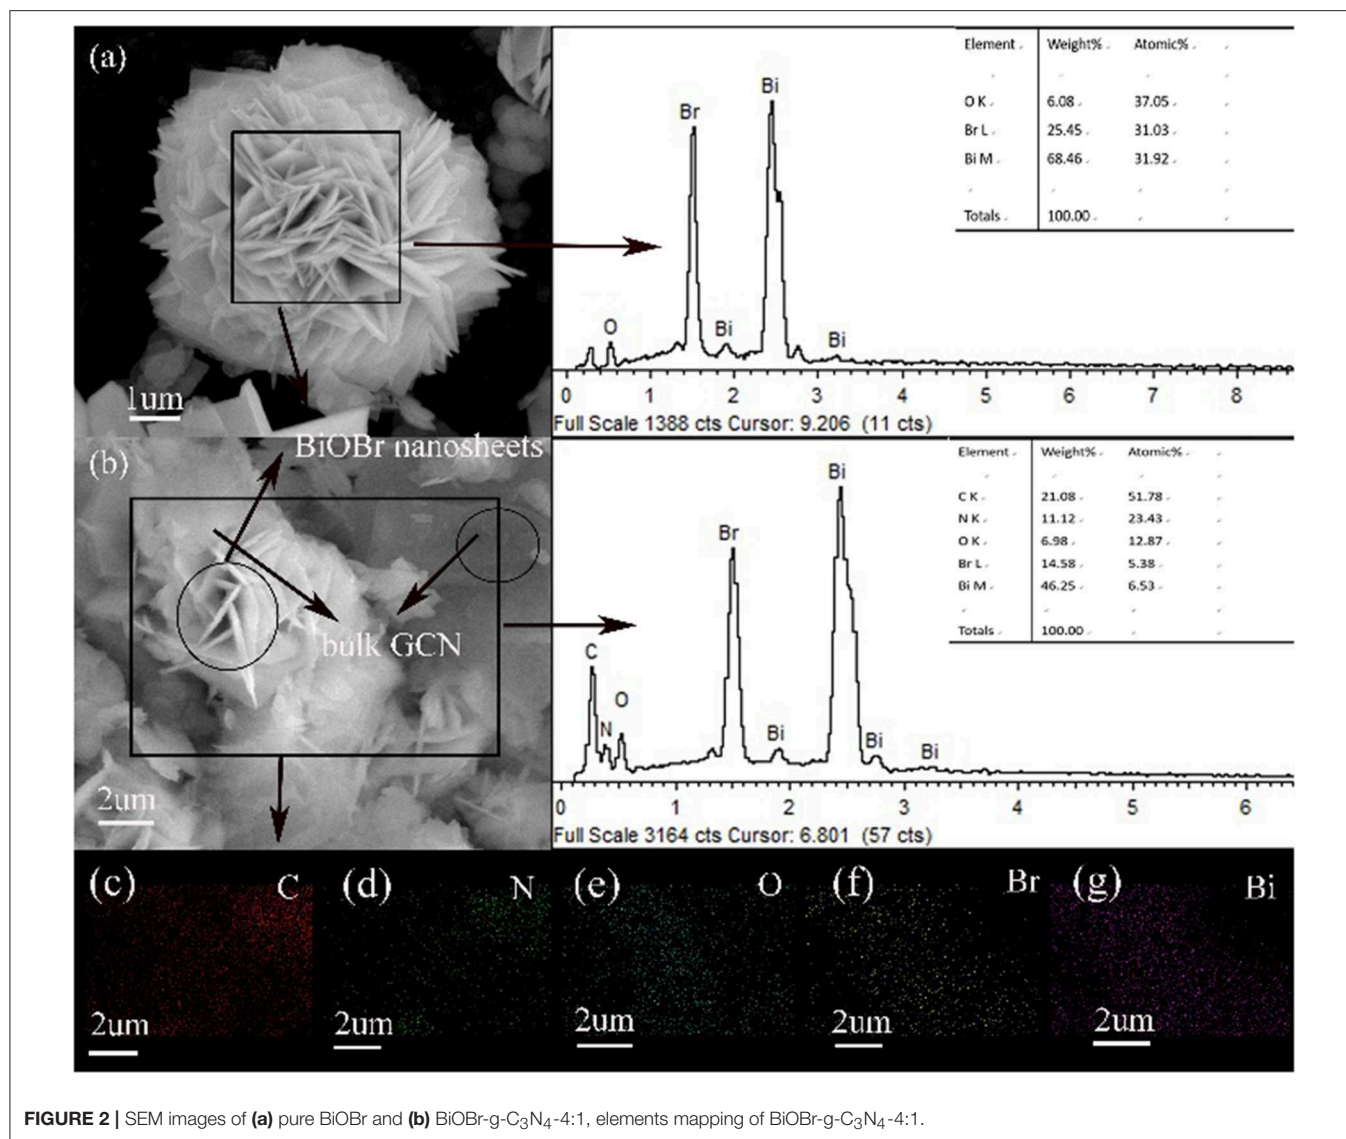 (a)
1um
Br
Bi
O
Bi
Bi
0 1 2 3 4 5 6 7 8
Full Scale 1388 cts Cursor: 9.206 (11 cts)
Element Weight% Atomic%
O K 6.08 37.05
Br L 25.45 31.03
Bi M 68.46 31.92
Totals 100.00
(b)
BiOBr nanosheets
bulk GCN
2um
C
N
O
Br
Bi
Bi
Bi
Bi
0 1 2 3 4 5 6
Full Scale 3164 cts Cursor: 6.801 (57 cts)
Element Weight% Atomic%
C K 21.08 51.78
N K 11.12 23.43
O K 6.98 12.87
Br L 14.58 5.38
Bi M 46.25 6.53
Totals 100.00
(c) C
2um
(d) N
2um
(e) O
2um
(f) Br
2um
(g) Bi
2um
FIGURE 2 | SEM images of (a) pure BiOBr and (b) BiOBr-g-C₃N₄-4:1, elements mapping of BiOBr-g-C₃N₄-4:1.